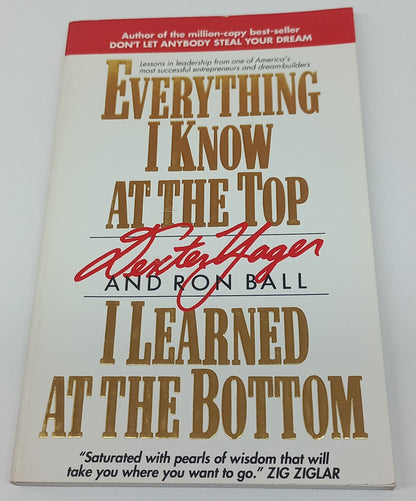 Author of the million-copy best-seller
DON'T LET ANYBODY STEAL YOUR DREAM
Lessons in leadership from one of America's
most successful entrepreneurs and dream-builders
EVERYTHING
I KNOW
AT THE TOP
Dexter Yager
AND RON BALL
I LEARNED
AT THE BOTTOM
"Saturated with pearls of wisdom that will
take you where you want to go." ZIG ZIGLAR